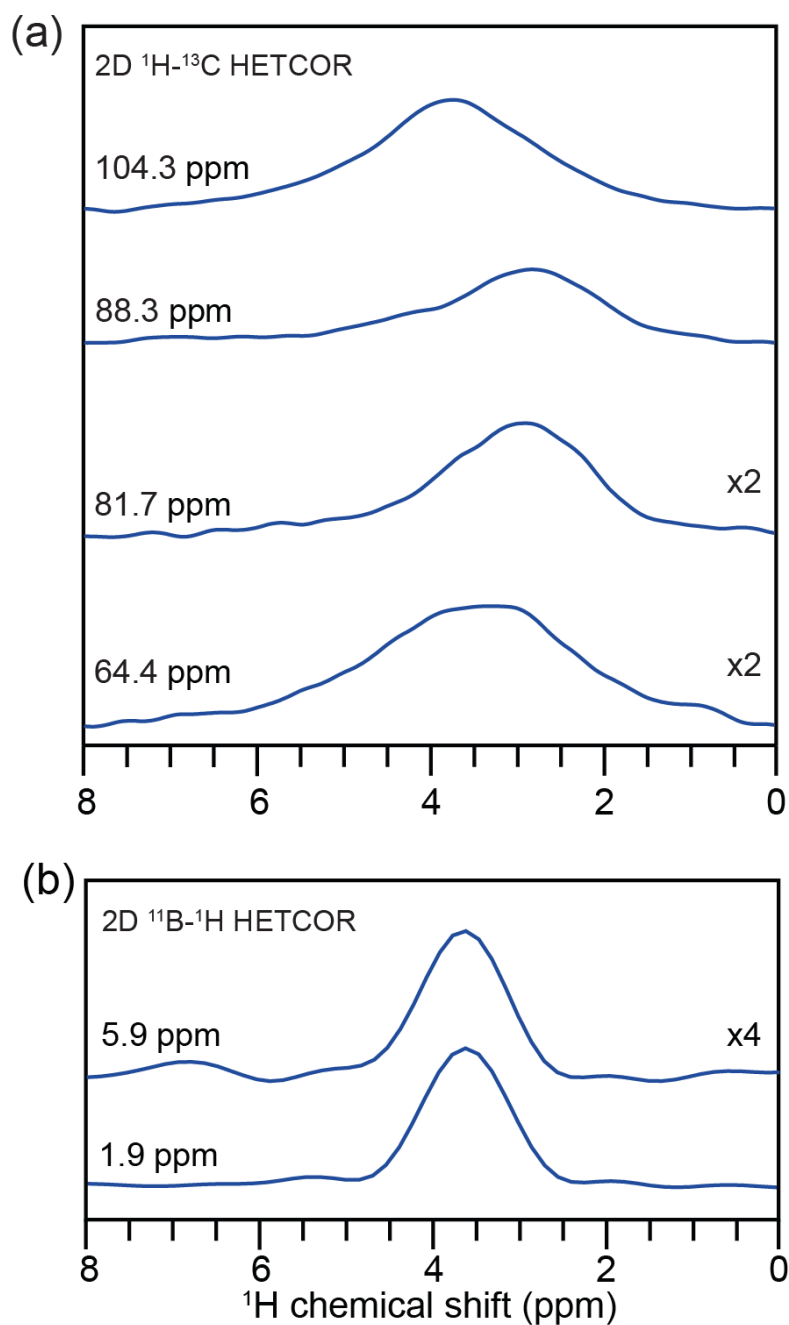 (a)
2D ¹H-¹³C HETCOR
104.3 ppm
88.3 ppm
81.7 ppm
x2
64.4 ppm
x2
8 6 4 2 0
(b)
2D ¹¹B-¹H HETCOR
5.9 ppm
x4
1.9 ppm
8 6 4 2 0
¹H chemical shift (ppm)